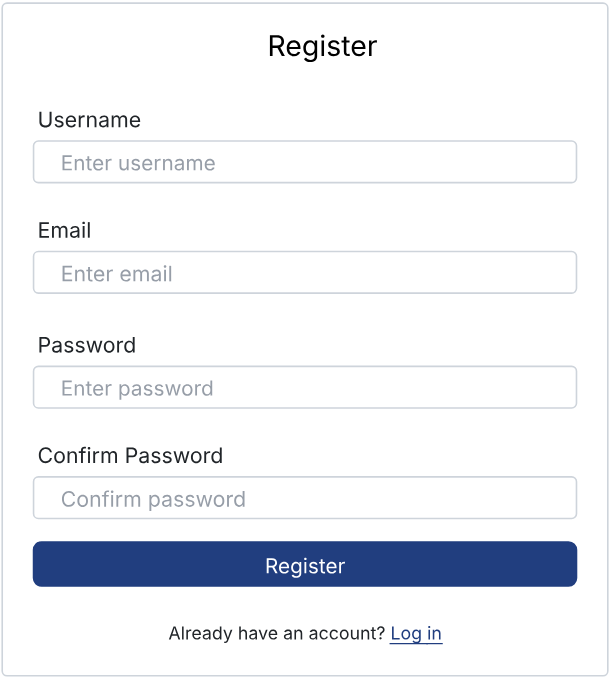 Register
Username
Enter username
Email
Enter email
Password
Enter password
Confirm Password
Confirm password
Register
Already have an account? Log in